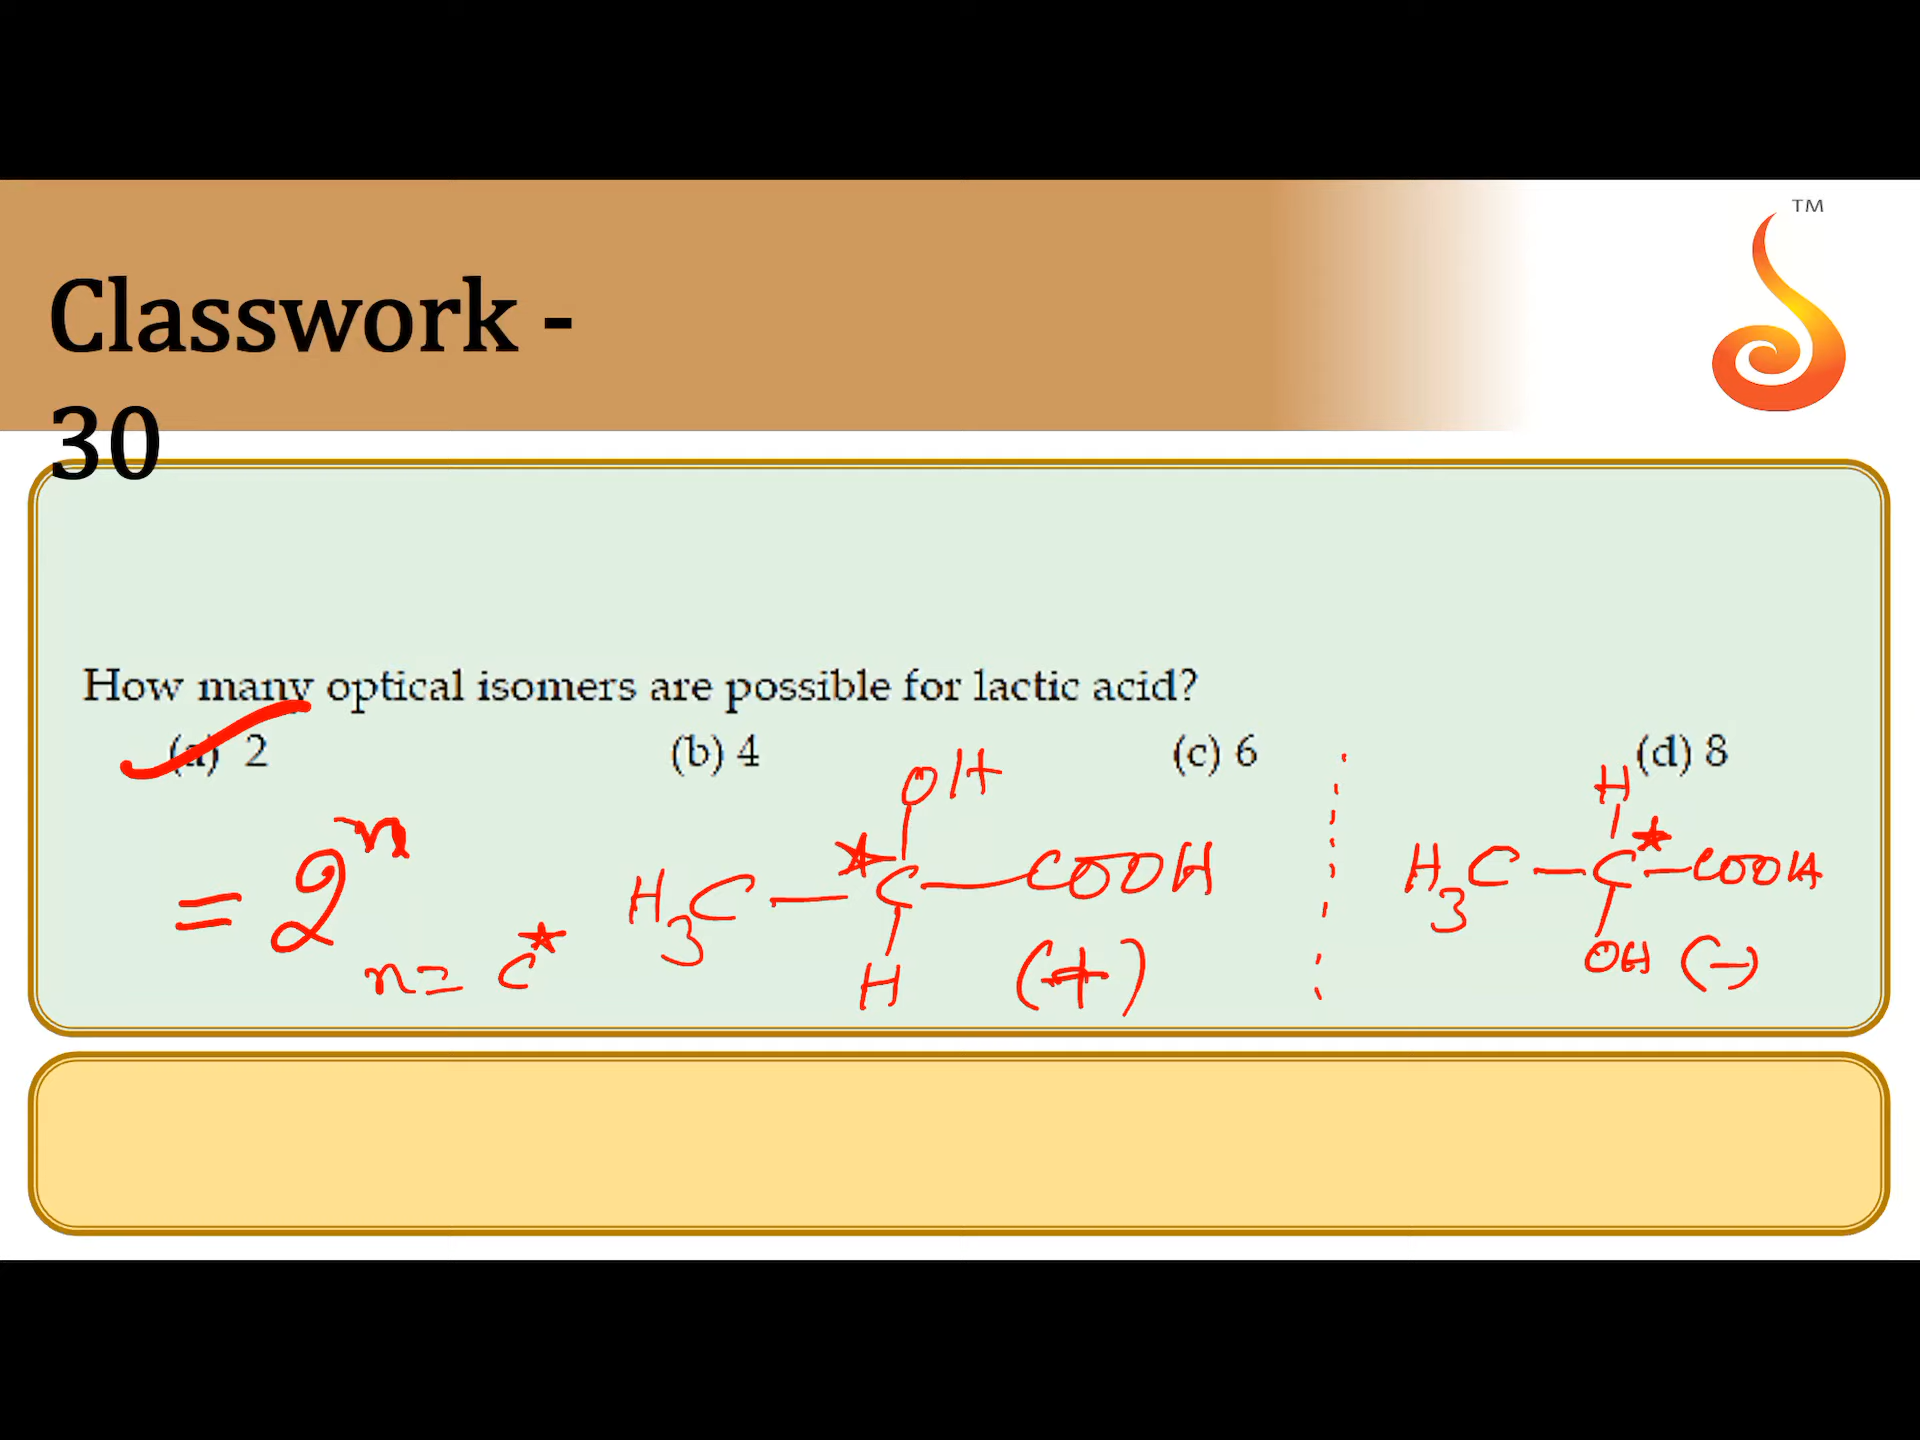 TM
Classwork -
30
How many optical isomers are possible for lactic acid?
(a) 2 (b) 4 (c) 6 (d) 8
OH H
= 2ⁿ H₃C — *C — COOH H₃C — C* — COOH
n = C* H (+) OH (−)